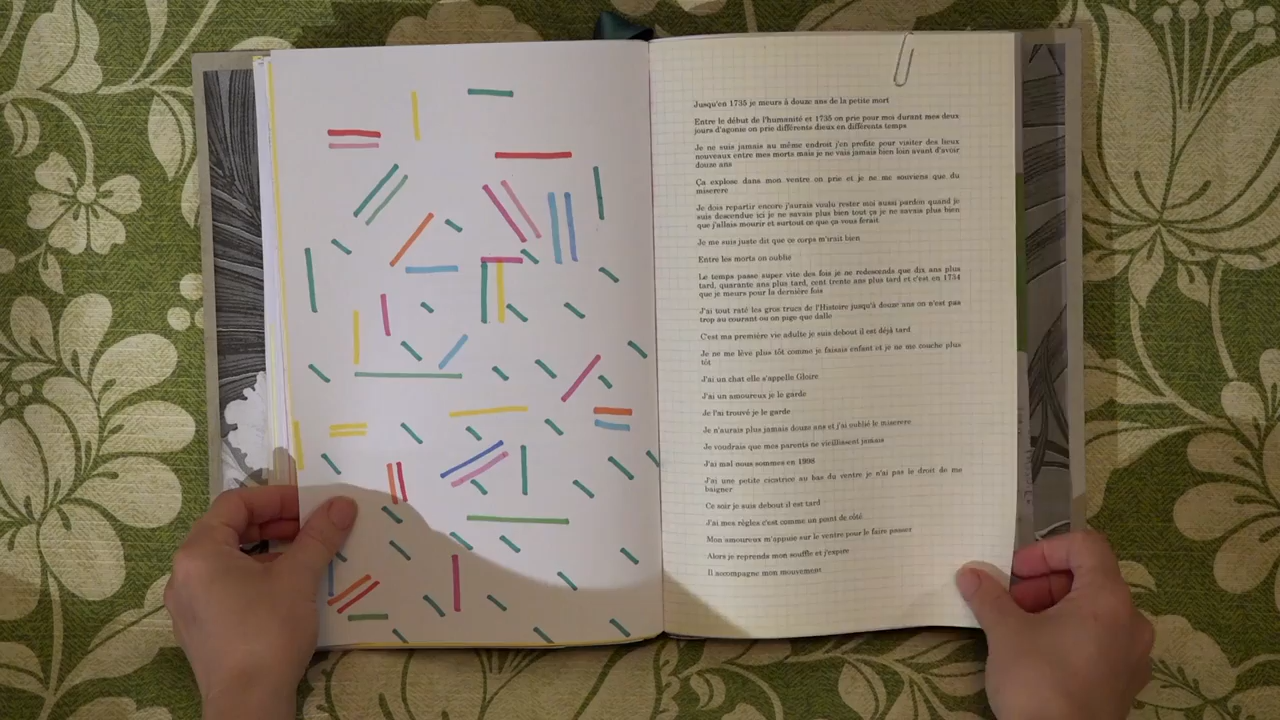 Jusqu'en 1735 je meurs à douze ans de la petite mort
Entre le début de l'humanité et 1735 on prie pour moi durant mes deux
jours d'agonie on prie différents dieux en différents temps
Je ne suis jamais au même endroit j'en profite pour visiter des lieux
nouveaux entre mes morts mais je ne vais jamais bien loin avant d'avoir
douze ans
Ça explose dans mon ventre on prie et je ne me souviens que du
miserere
Je dois repartir encore j'aurais voulu rester moi aussi pardon quand je
suis descendue ici je ne savais plus bien tout ça je ne savais plus bien
que j'allais mourir et surtout ce que ça vous ferait
Je me suis juste dit que ce corps m'irait bien
Entre les morts on oublie
Le temps passe super vite des fois je ne redescends que dix ans plus
tard, quarante ans plus tard, cent trente ans plus tard et c'est en 1734
que je meurs pour la dernière fois
J'ai tout raté les gros trucs de l'Histoire jusqu'à douze ans on n'est pas
trop au courant ou on pige que dalle
C'est ma première vie adulte je suis debout il est déjà tard
Je ne me lève plus tôt comme je faisais enfant et je ne me couche plus
tôt
J'ai un chat elle s'appelle Gloire
J'ai un amoureux je le garde
Je l'ai trouvé je le garde
Je n'aurais plus jamais douze ans et j'ai oublié le miserere
Je voudrais que mes parents ne vieillissent jamais
J'ai mal nous sommes en 1998
J'ai une petite cicatrice au bas du ventre je n'ai pas le droit de me
baigner
Ce soir je suis debout il est tard
J'ai mes règles c'est comme un point de côté
Mon amoureux m'appuie sur le ventre pour le faire passer
Alors je reprends mon souffle et j'expire
Il accompagne mon mouvement